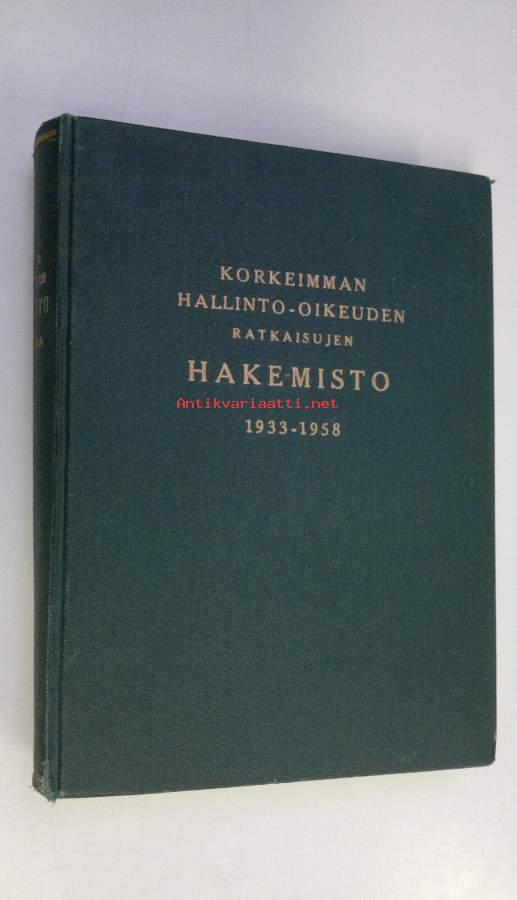 KORKEIMMAN
HALLINTO-OIKEUDEN
RATKAISUJEN
HAKEMISTO
Antikvariaatti.net
1933-1958